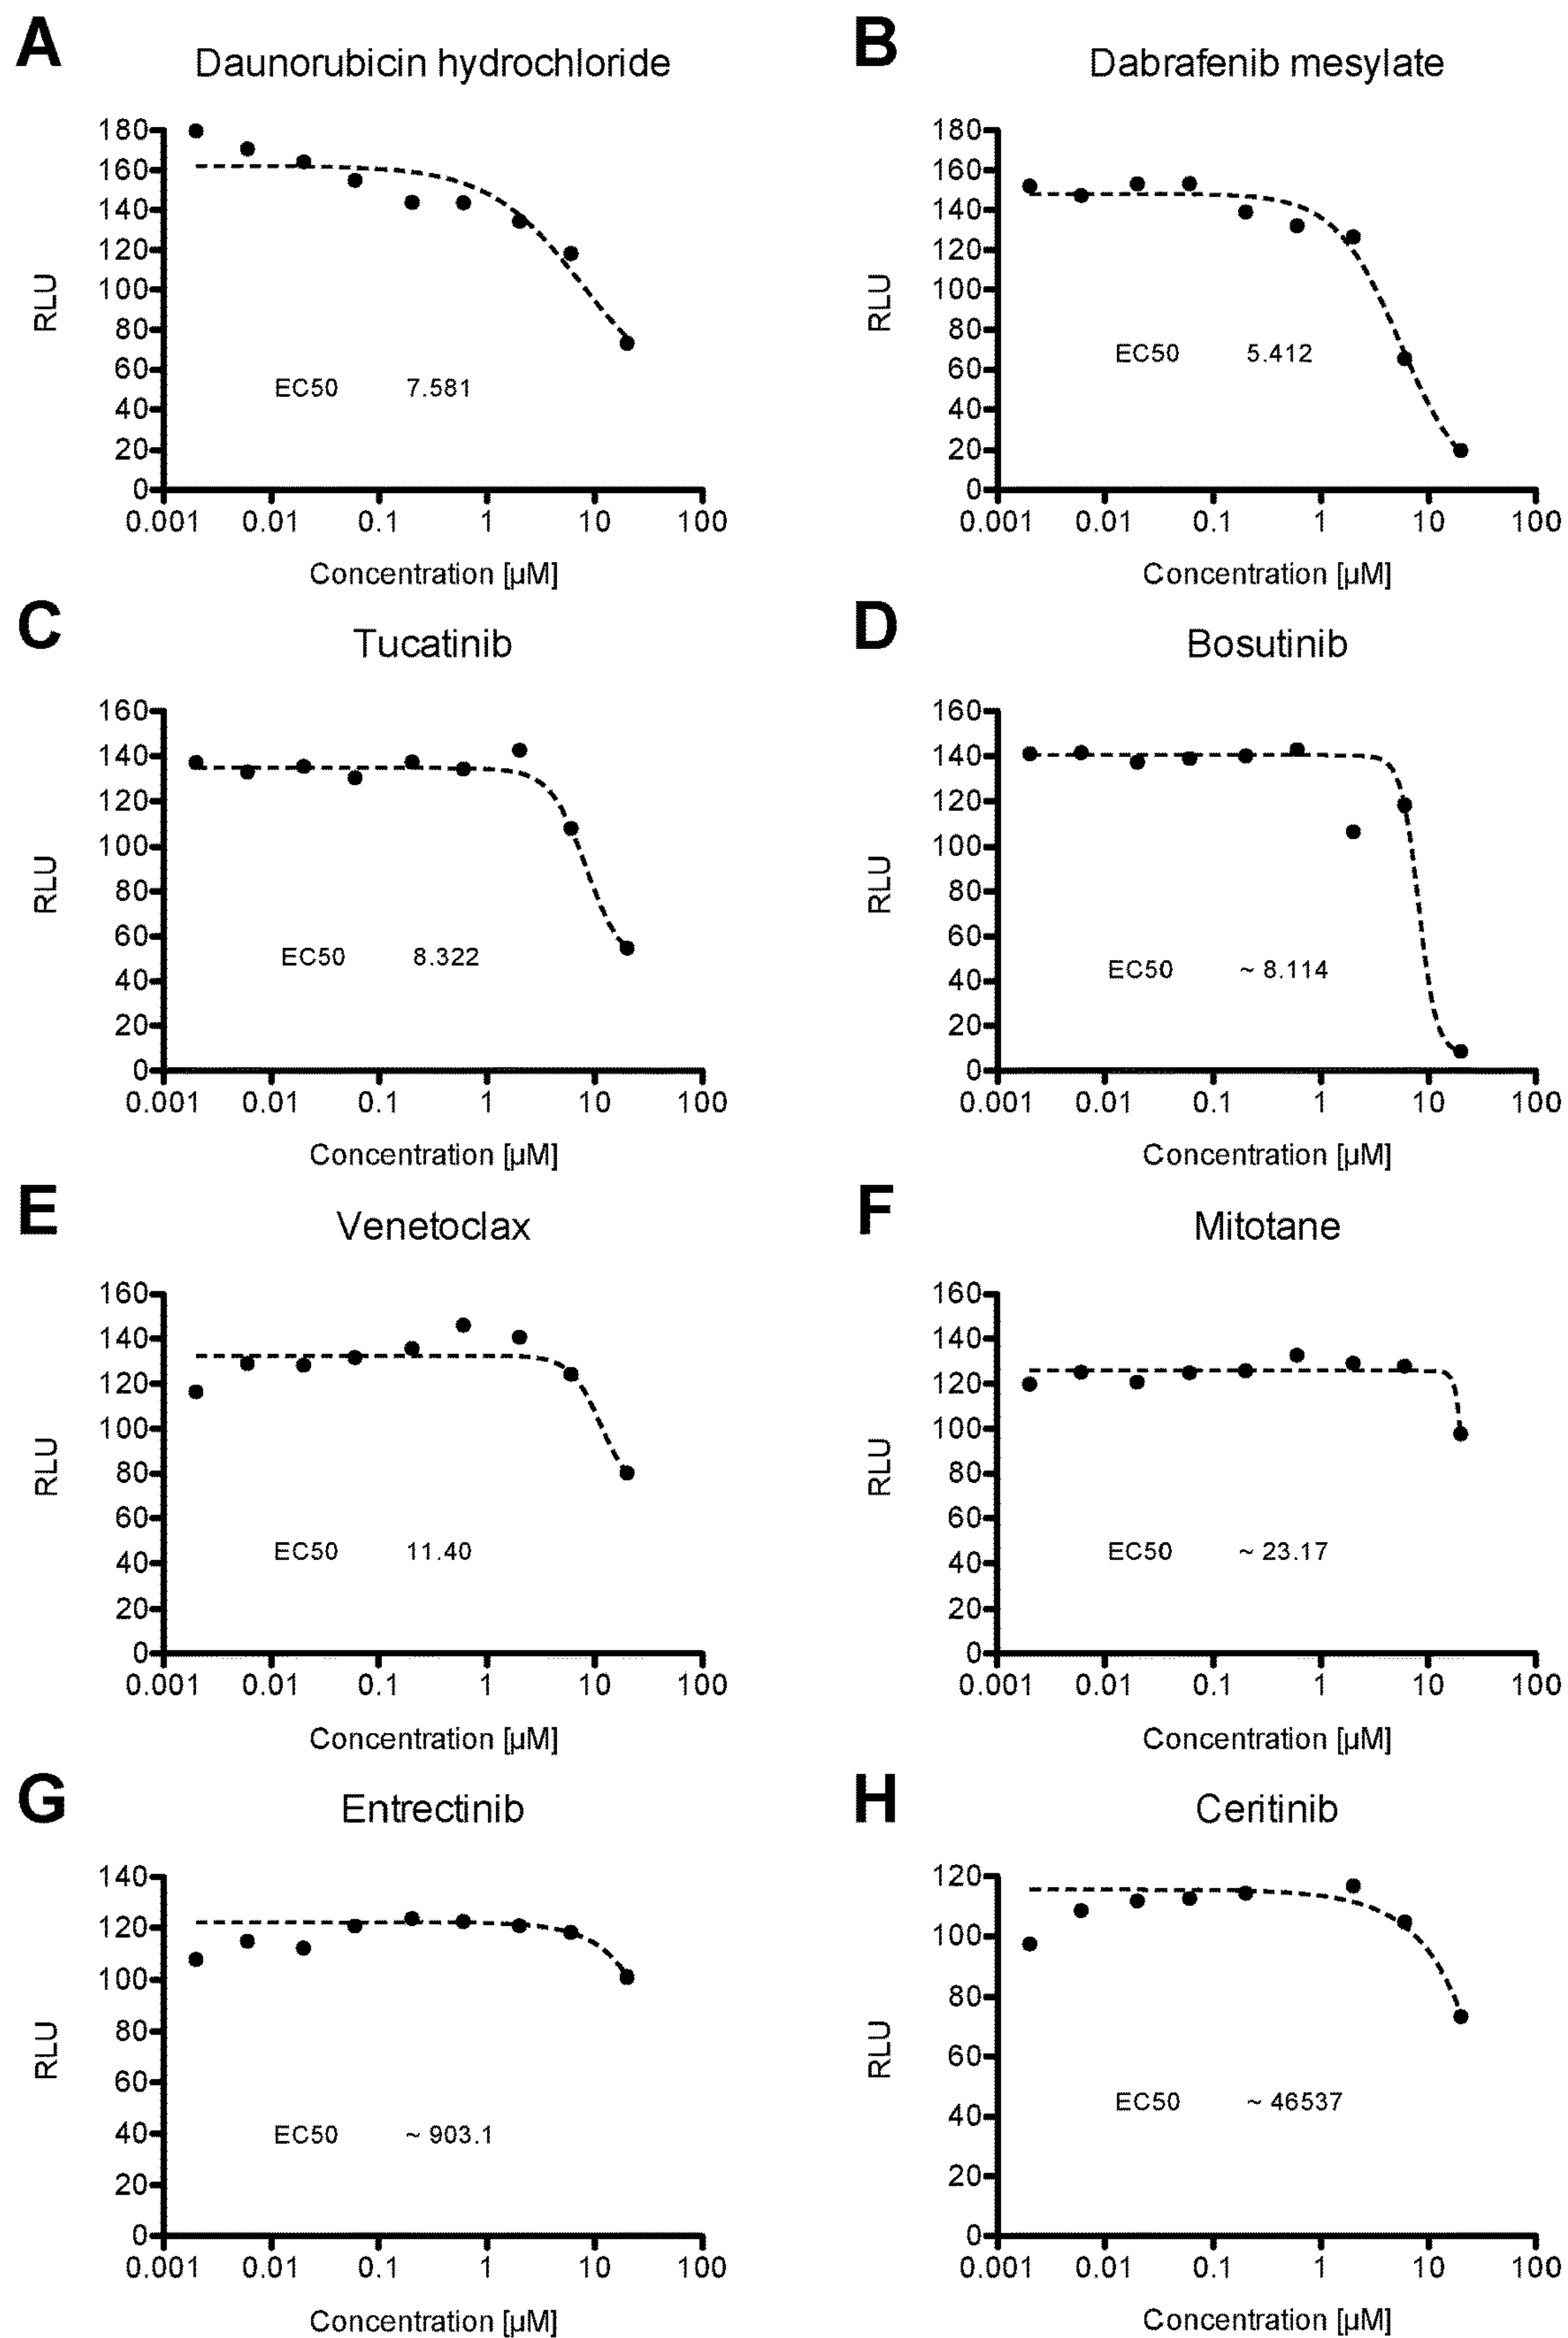 A
Daunorubicin hydrochloride
180
160
140
120
100
80
60
40
20
0
RLU
EC50 7.581
0.001 0.01 0.1 1 10 100
Concentration [µM]
B
Dabrafenib mesylate
180
160
140
120
100
80
60
40
20
0
RLU
EC50 5.412
0.001 0.01 0.1 1 10 100
Concentration [µM]
C
Tucatinib
160
140
120
100
80
60
40
20
0
RLU
EC50 8.322
0.001 0.01 0.1 1 10 100
Concentration [µM]
D
Bosutinib
160
140
120
100
80
60
40
20
0
RLU
EC50 ~ 8.114
0.001 0.01 0.1 1 10 100
Concentration [µM]
E
Venetoclax
160
140
120
100
80
60
40
20
0
RLU
EC50 11.40
0.001 0.01 0.1 1 10 100
Concentration [µM]
F
Mitotane
160
140
120
100
80
60
40
20
0
RLU
EC50 ~ 23.17
0.001 0.01 0.1 1 10 100
Concentration [µM]
G
Entrectinib
140
120
100
80
60
40
20
0
RLU
EC50 ~ 903.1
0.001 0.01 0.1 1 10 100
Concentration [µM]
H
Ceritinib
120
100
80
60
40
20
0
RLU
EC50 ~ 46537
0.001 0.01 0.1 1 10 100
Concentration [µM]